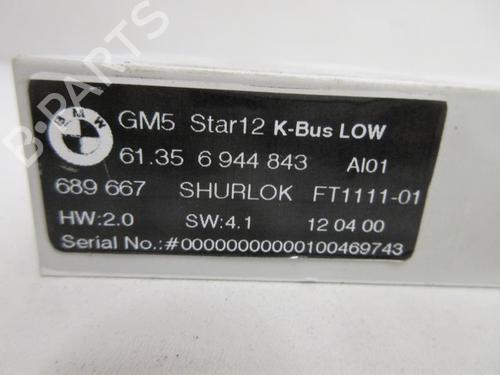 BMW
GM5 Star12 K-Bus LOW
61.35 6 944 843 AI01
689 667 SHURLOK FT1111-01
HW:2.0 SW:4.1 12 04 00
Serial No.:#00000000000100469743
B-PARTS